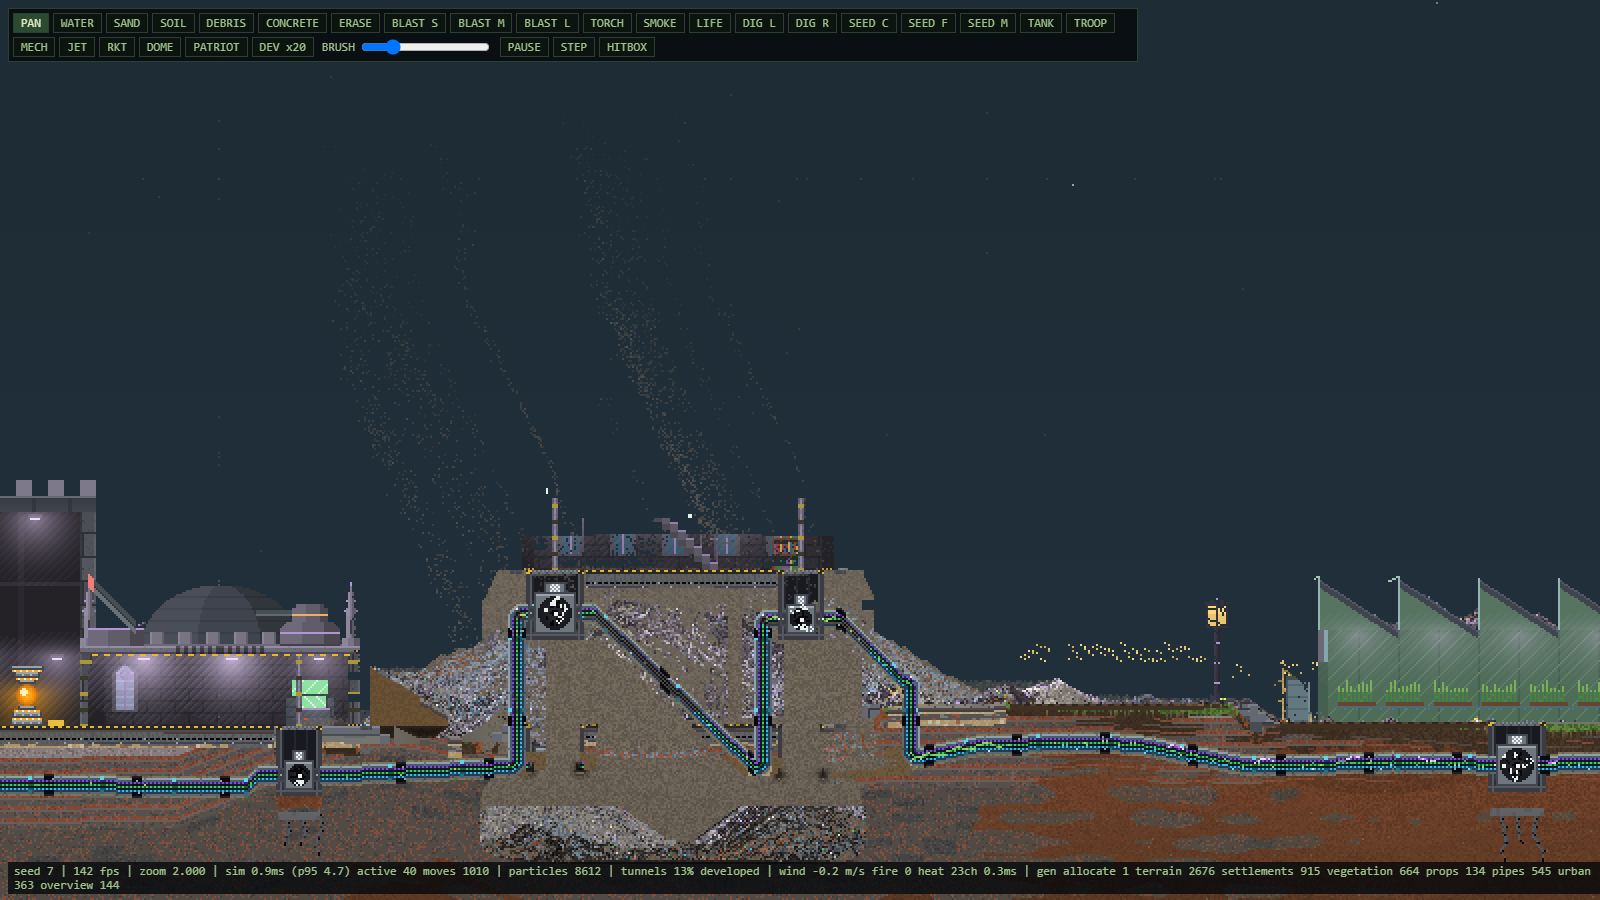 PAN WATER SAND SOIL DEBRIS CONCRETE ERASE BLAST S BLAST M BLAST L TORCH SMOKE LIFE DIG L DIG R SEED C SEED F SEED M TANK TROOP
MECH JET RKT DOME PATRIOT DEV x20 BRUSH PAUSE STEP HITBOX
seed 7 | 142 fps | zoom 2.000 | sim 0.9ms (p95 4.7) active 40 moves 1010 | particles 8612 | tunnels 13% developed | wind -0.2 m/s fire 0 heat 23ch 0.3ms | gen allocate 1 terrain 2676 settlements 915 vegetation 664 props 134 pipes 545 urban
363 overview 144